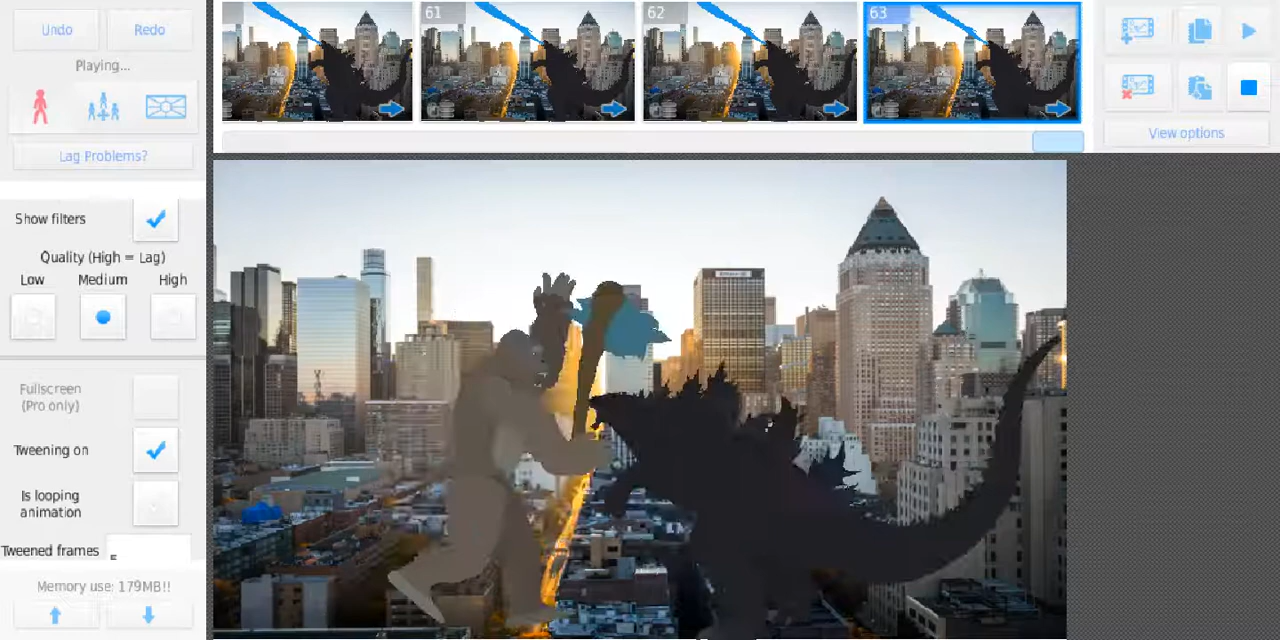 Undo
Redo
Playing...
Lag Problems?
Show filters
Quality (High = Lag)
Low
Medium
High
Fullscreen
(Pro only)
Tweening on
Is looping
animation
Tweened frames
Memory use: 179MB!!
61
62
63
View options